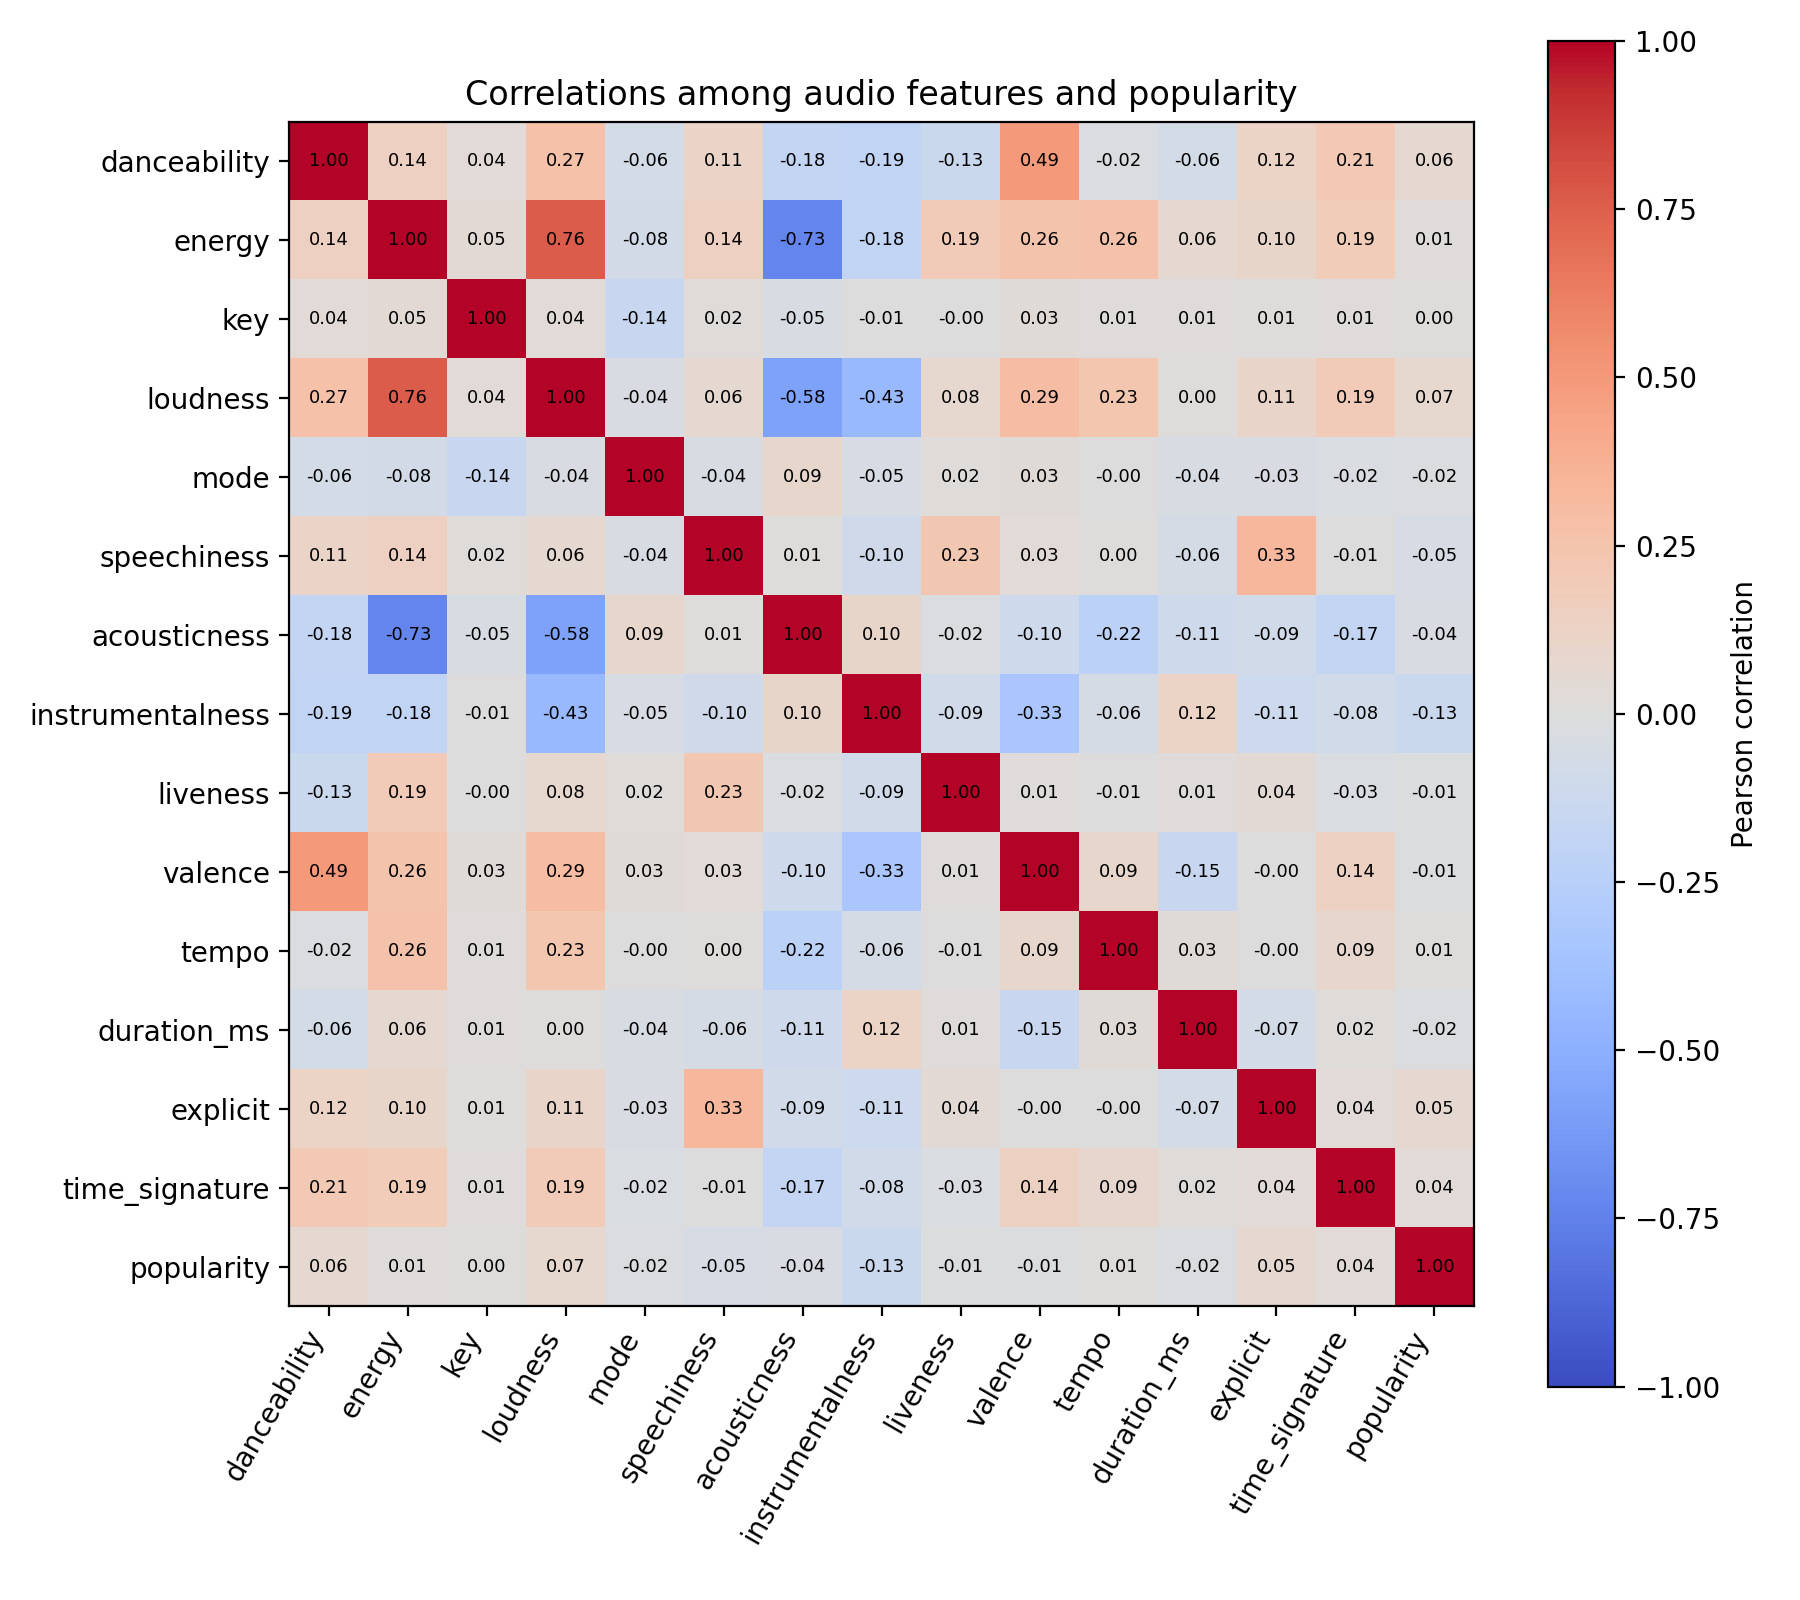 Correlations among audio features and popularity
danceability 1.00 0.14 0.04 0.27 -0.06 0.11 -0.18 -0.19 -0.13 0.49 -0.02 -0.06 0.12 0.21 0.06
energy 0.14 1.00 0.05 0.76 -0.08 0.14 -0.73 -0.18 0.19 0.26 0.26 0.06 0.10 0.19 0.01
key 0.04 0.05 1.00 0.04 -0.14 0.02 -0.05 -0.01 -0.00 0.03 0.01 0.01 0.01 0.01 0.00
loudness 0.27 0.76 0.04 1.00 -0.04 0.06 -0.58 -0.43 0.08 0.29 0.23 0.00 0.11 0.19 0.07
mode -0.06 -0.08 -0.14 -0.04 1.00 -0.04 0.09 -0.05 0.02 0.03 -0.00 -0.04 -0.03 -0.02 -0.02
speechiness 0.11 0.14 0.02 0.06 -0.04 1.00 0.01 -0.10 0.23 0.03 0.00 -0.06 0.33 -0.01 -0.05
acousticness -0.18 -0.73 -0.05 -0.58 0.09 0.01 1.00 0.10 -0.02 -0.10 -0.22 -0.11 -0.09 -0.17 -0.04
instrumentalness -0.19 -0.18 -0.01 -0.43 -0.05 -0.10 0.10 1.00 -0.09 -0.33 -0.06 0.12 -0.11 -0.08 -0.13
liveness -0.13 0.19 -0.00 0.08 0.02 0.23 -0.02 -0.09 1.00 0.01 -0.01 0.01 0.04 -0.03 -0.01
valence 0.49 0.26 0.03 0.29 0.03 0.03 -0.10 -0.33 0.01 1.00 0.09 -0.15 -0.00 0.14 -0.01
tempo -0.02 0.26 0.01 0.23 -0.00 0.00 -0.22 -0.06 -0.01 0.09 1.00 0.03 -0.00 0.09 0.01
duration_ms -0.06 0.06 0.01 0.00 -0.04 -0.06 -0.11 0.12 0.01 -0.15 0.03 1.00 -0.07 0.02 -0.02
explicit 0.12 0.10 0.01 0.11 -0.03 0.33 -0.09 -0.11 0.04 -0.00 -0.00 -0.07 1.00 0.04 0.05
time_signature 0.21 0.19 0.01 0.19 -0.02 -0.01 -0.17 -0.08 -0.03 0.14 0.09 0.02 0.04 1.00 0.04
popularity 0.06 0.01 0.00 0.07 -0.02 -0.05 -0.04 -0.13 -0.01 -0.01 0.01 -0.02 0.05 0.04 1.00
danceability
energy
key
loudness
mode
speechiness
acousticness
instrumentalness
liveness
valence
tempo
duration_ms
explicit
time_signature
popularity
1.00
0.75
0.50
0.25
0.00
−0.25
−0.50
−0.75
−1.00
Pearson correlation